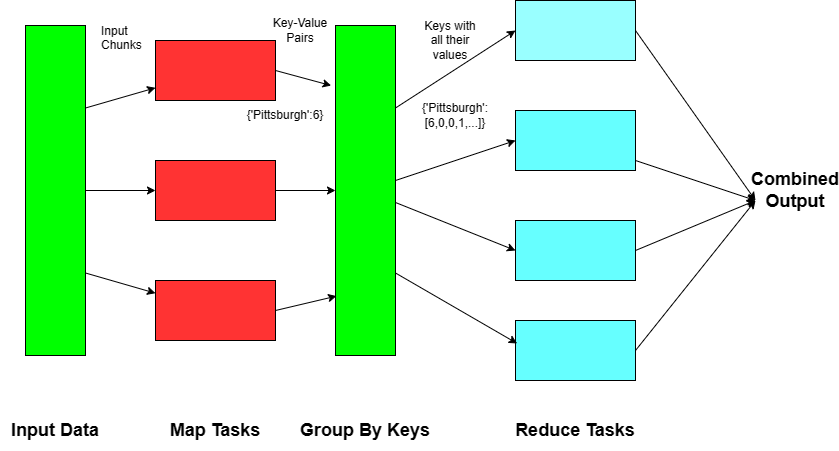 Input
Chunks
Key-Value
Pairs
{'Pittsburgh':6}
Keys with
all their
values
{'Pittsburgh':
[6,0,0,1,...]}
Combined
Output
Input Data
Map Tasks
Group By Keys
Reduce Tasks